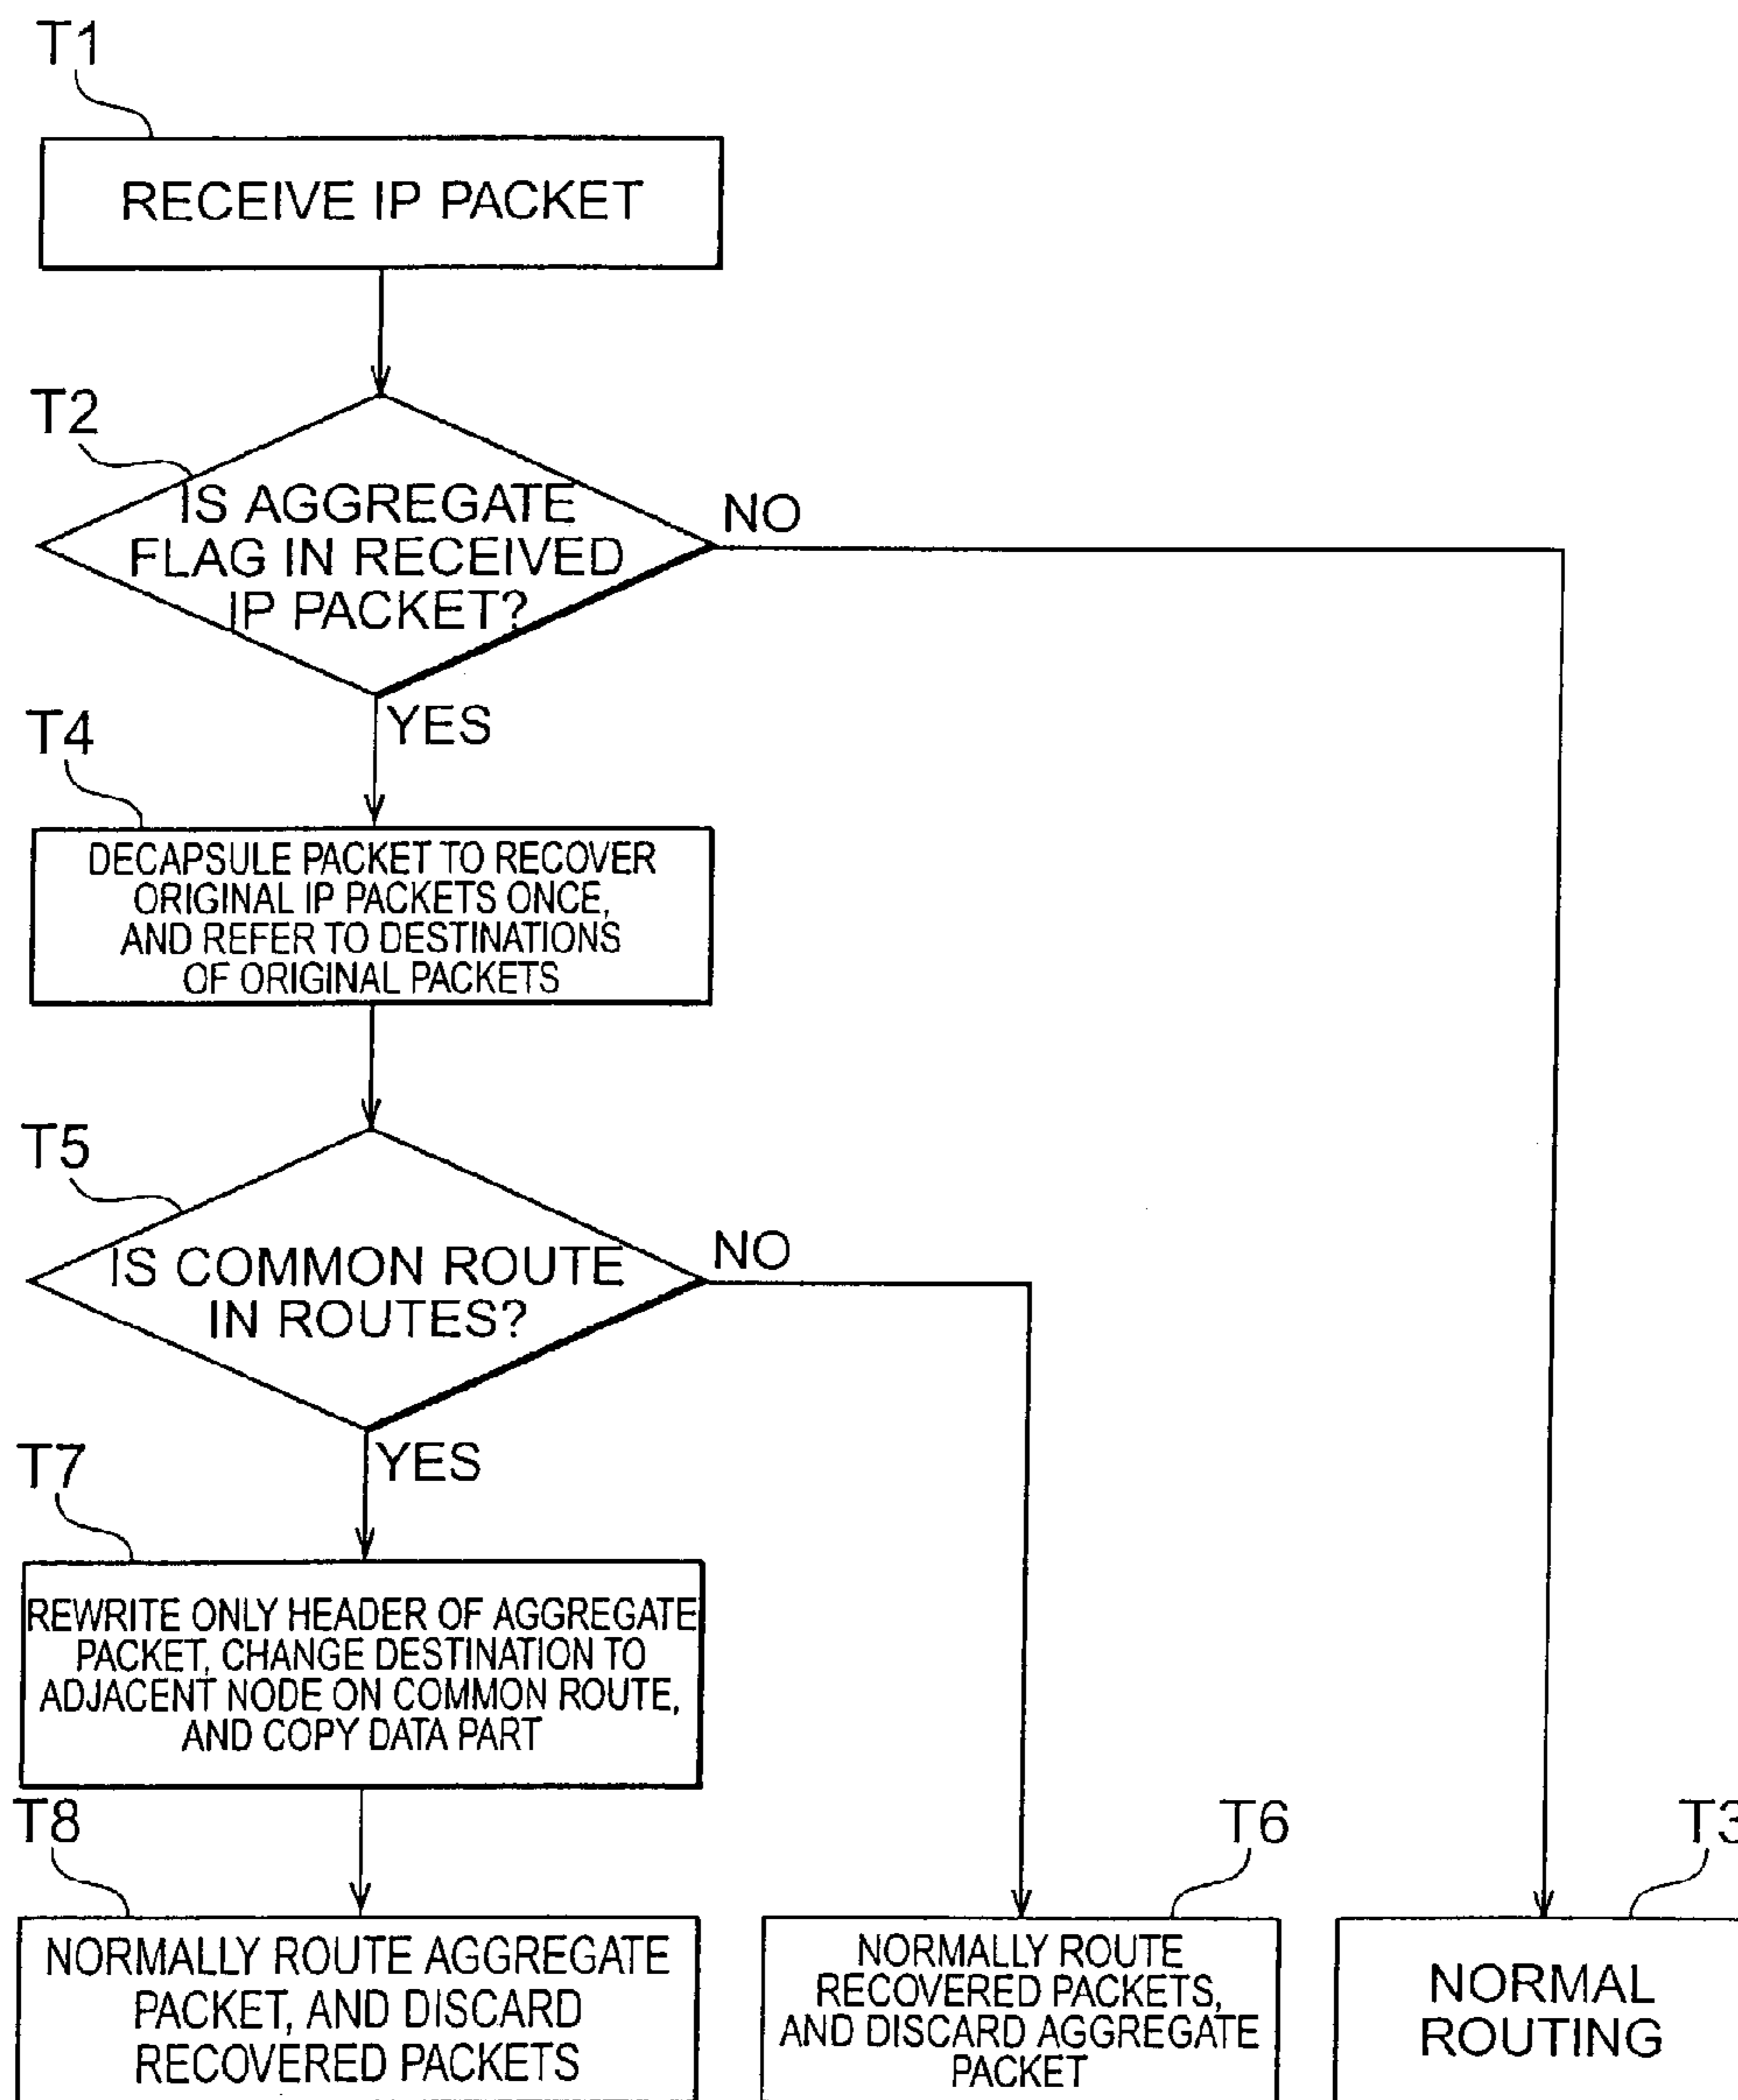 T1
RECEIVE IP PACKET
T2
IS AGGREGATE
FLAG IN RECEIVED
IP PACKET?
NO
YES
T4
DECAPSULE PACKET TO RECOVER
ORIGINAL IP PACKETS ONCE,
AND REFER TO DESTINATIONS
OF ORIGINAL PACKETS
T5
IS COMMON ROUTE
IN ROUTES?
NO
YES
T7
REWRITE ONLY HEADER OF AGGREGATE
PACKET, CHANGE DESTINATION TO
ADJACENT NODE ON COMMON ROUTE,
AND COPY DATA PART
T8
NORMALLY ROUTE AGGREGATE
PACKET, AND DISCARD
RECOVERED PACKETS
T6
NORMALLY ROUTE
RECOVERED PACKETS,
AND DISCARD AGGREGATE
PACKET
T3
NORMAL
ROUTING